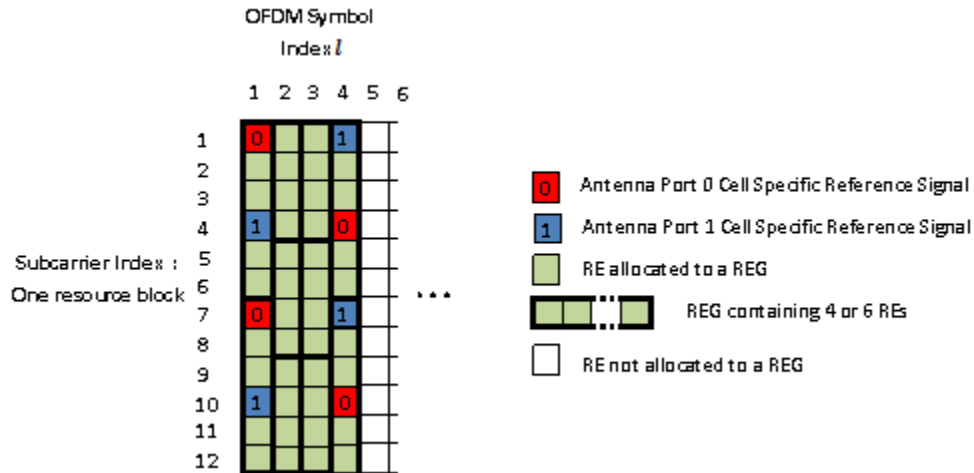 OFDM Symbol
Index l
1 2 3 4 5 6
1 0 1
2
3
4 1 0
5
6
7 0 1
8
9
10 1 0
11
12
Subcarrier Index :
One resource block
...
0 Antenna Port 0 Cell Specific Reference Signal
1 Antenna Port 1 Cell Specific Reference Signal
RE allocated to a REG
REG containing 4 or 6 REs
RE not allocated to a REG